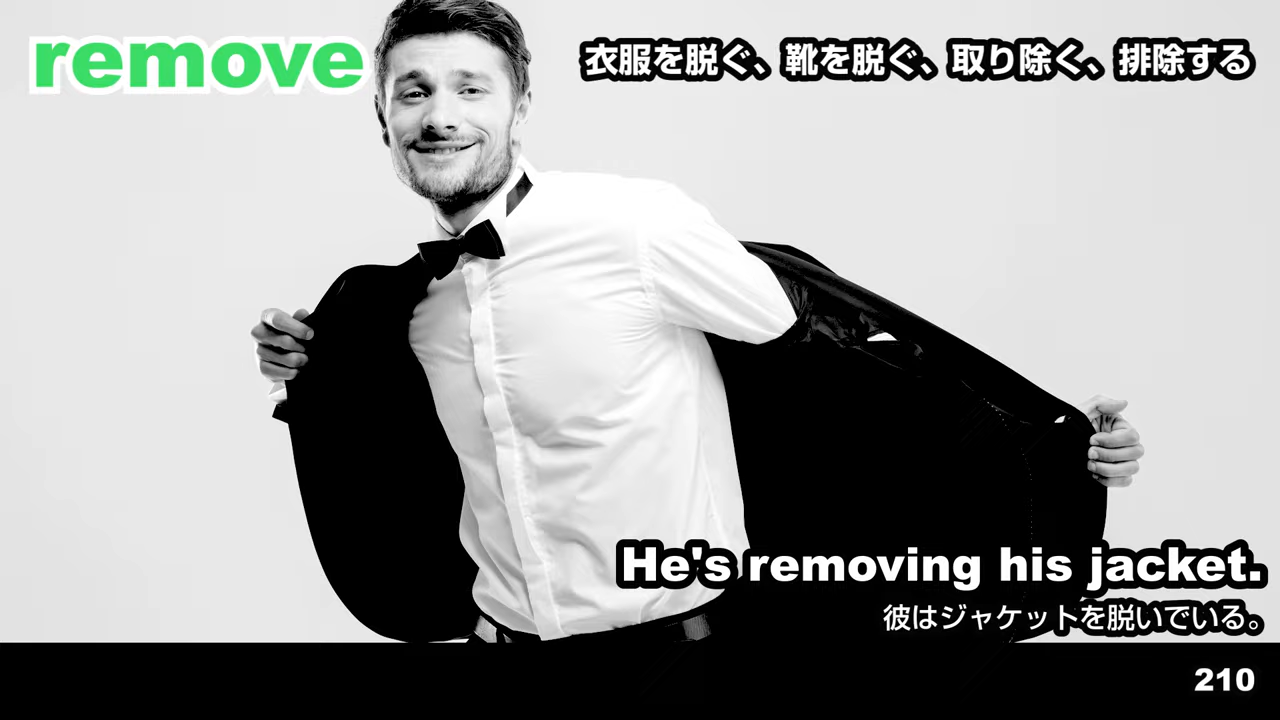 remove
衣服を脱ぐ、靴を脱ぐ、取り除く、排除する
He's removing his jacket.
彼はジャケットを脱いでいる。
210